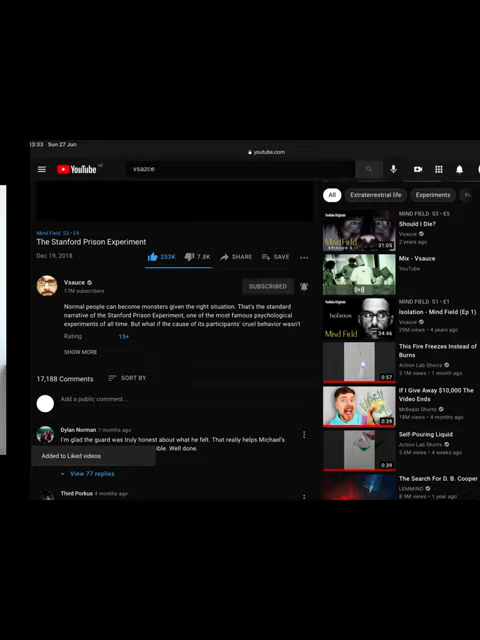 13:33 Sun 27 Jun
youtube.com
YouTube
vsazce
Mind Field S3 • E4
The Stanford Prison Experiment
Dec 19, 2018
253K
7.8K
SHARE
SAVE
Vsauce
17M subscribers
SUBSCRIBED
Normal people can become monsters given the right situation. That's the standard
narrative of the Stanford Prison Experiment, one of the most famous psychological
experiments of all time. But what if the cause of its participants' cruel behavior wasn't
Rating
15+
SHOW MORE
17,188 Comments
SORT BY
Add a public comment...
Dylan Norman 7 months ago
I'm glad the guard was truly honest about what he felt. That really helps Michael's
ible. Well done.
Added to Liked videos
View 77 replies
Third Porkus 4 months ago
All
Extraterrestrial life
Experiments
MIND FIELD S3 • E5
Should I Die?
Vsauce
2 years ago
MindField
31:05
Mix - Vsauce
YouTube
MIND FIELD S1 • E1
Isolation - Mind Field (Ep 1)
Vsauce
29M views • 4 years ago
ISOLATION
Mind Field
34:46
This Fire Freezes Instead of
Burns
Action Lab Shorts
3.1M views • 1 month ago
0:57
If I Give Away $10,000 The
Video Ends
MrBeast Shorts
18M views • 4 months ago
0:39
Self-Pouring Liquid
Action Lab Shorts
5.5M views • 4 weeks ago
0:39
The Search For D. B. Cooper
LEMMiNO
8.9M views • 1 year ago